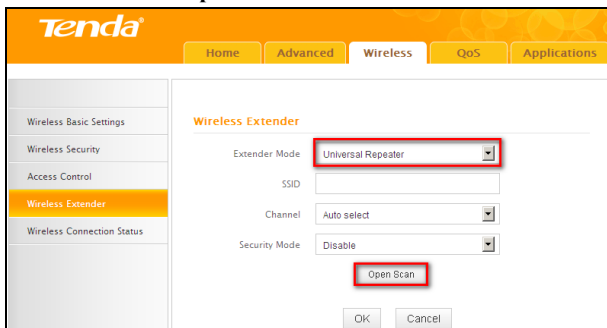 Tenda
Home Advanced Wireless QoS Applications
Wireless Basic Settings
Wireless Security
Access Control
Wireless Extender
Wireless Connection Status
Wireless Extender
Extender Mode Universal Repeater
SSID
Channel Auto select
Security Mode Disable
Open Scan
OK Cancel